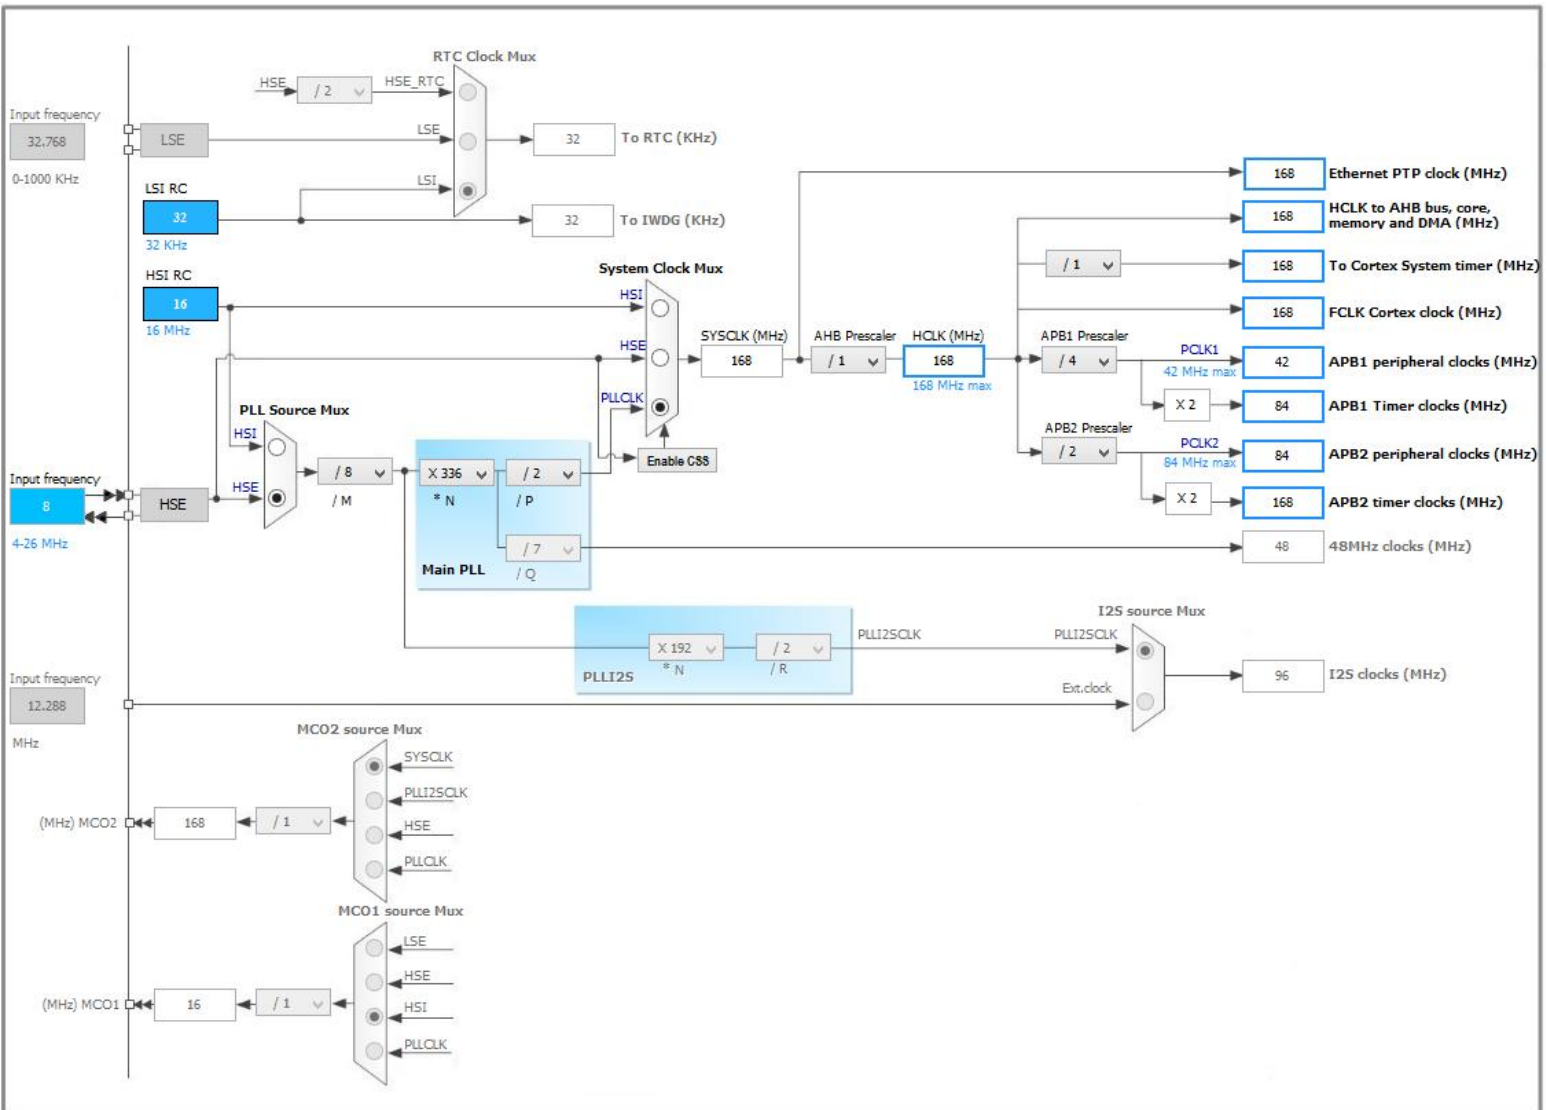 RTC Clock Mux
HSE
/ 2
HSE_RTC
Input frequency
32.768
LSE
LSE
32
To RTC (KHz)
0-1000 KHz
LSI RC
LSI
32
32
To IWDG (KHz)
32 KHz
168
Ethernet PTP clock (MHz)
168
HCLK to AHB bus, core,
memory and DMA (MHz)
HSI RC
System Clock Mux
/ 1
168
To Cortex System timer (MHz)
16
HSI
16 MHz
168
FCLK Cortex clock (MHz)
SYSCLK (MHz)
AHB Prescaler
HCLK (MHz)
APB1 Prescaler
HSE
168
/ 1
168
/ 4
PCLK1
42
APB1 peripheral clocks (MHz)
168 MHz max
42 MHz max
PLLCLK
X 2
84
APB1 Timer clocks (MHz)
PLL Source Mux
HSI
APB2 Prescaler
Enable CSS
/ 2
PCLK2
84
APB2 peripheral clocks (MHz)
84 MHz max
Input frequency
8
HSE
HSE
/ 8
/ M
X 336
* N
/ 2
/ P
X 2
168
APB2 timer clocks (MHz)
4-26 MHz
/ 7
/ Q
Main PLL
48
48MHz clocks (MHz)
I2S source Mux
X 192
* N
/ 2
/ R
PLLI2S
PLLI2SCLK
PLLI2SCLK
96
I2S clocks (MHz)
Input frequency
12.288
MHz
Ext.clock
MCO2 source Mux
SYSCLK
PLLI2SCLK
(MHz) MCO2
168
/ 1
HSE
PLLCLK
MCO1 source Mux
LSE
HSE
(MHz) MCO1
16
/ 1
HSI
PLLCLK